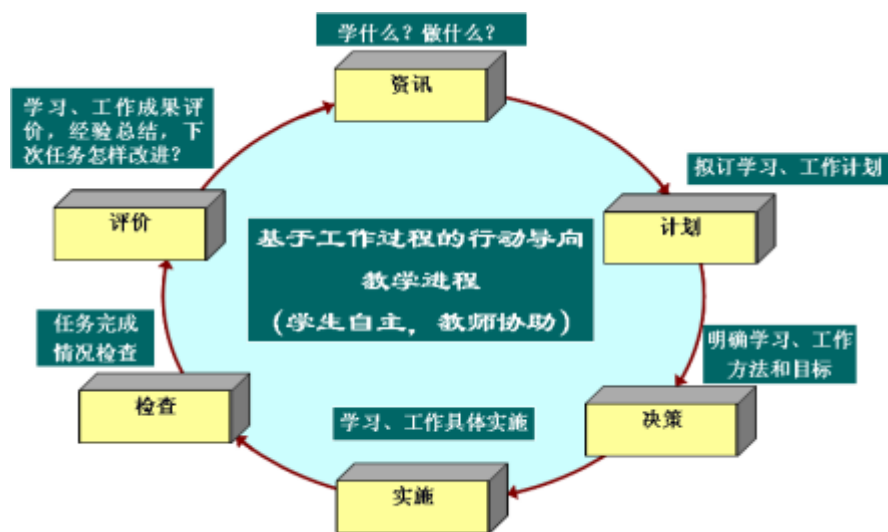 学什么？做什么？
资讯
学习、工作成果评
价，经验总结，下
次任务怎样改进？
拟订学习、工作计划
评价
计划
基于工作过程的行动导向
教学进程
（学生自主，教师协助）
任务完成
情况检查
明确学习、工作
方法和目标
检查
决策
学习、工作具体实施
实施